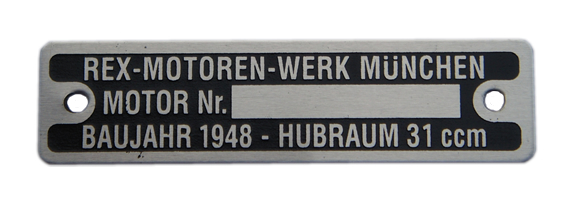 REX-MOTOREN-WERK MÜNCHEN
MOTOR Nr.
BAUJAHR 1948 - HUBRAUM 31 ccm